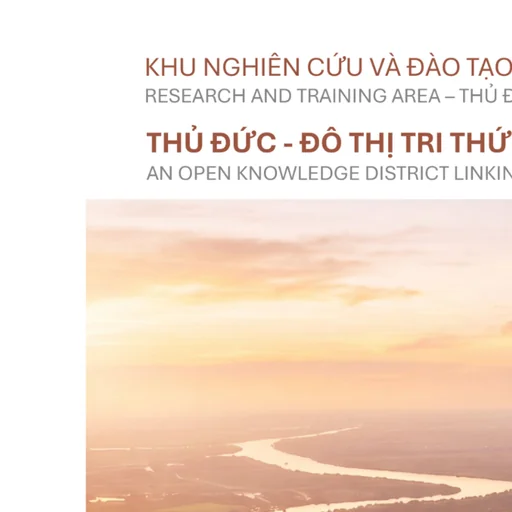 KHU NGHIÊN CỨU VÀ ĐÀO TẠO
RESEARCH AND TRAINING AREA – THỦ
THỦ ĐỨC - ĐÔ THỊ TRI
AN OPEN KNOWLEDGE DISTRICT